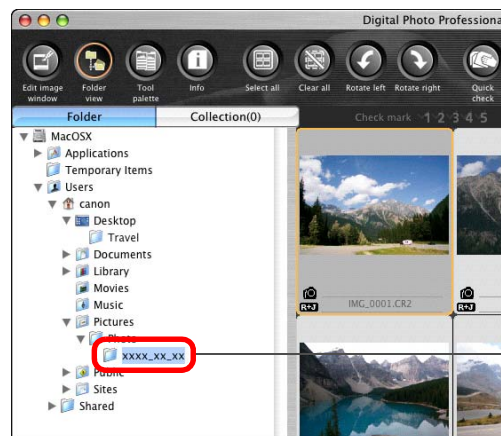 Digital Photo Professiona
Edit image window
Folder view
Tool palette
Info
Select all
Clear all
Rotate left
Rotate right
Quick check
Folder
Collection(0)
Check mark 1 2 3 4 5
MacOSX
Applications
Temporary Items
Users
canon
Desktop
Travel
Documents
Library
Movies
Music
Pictures
Photo
xxxx_xx_xx
Public
Sites
Shared
R+J
IMG_0001.CR2
R+J